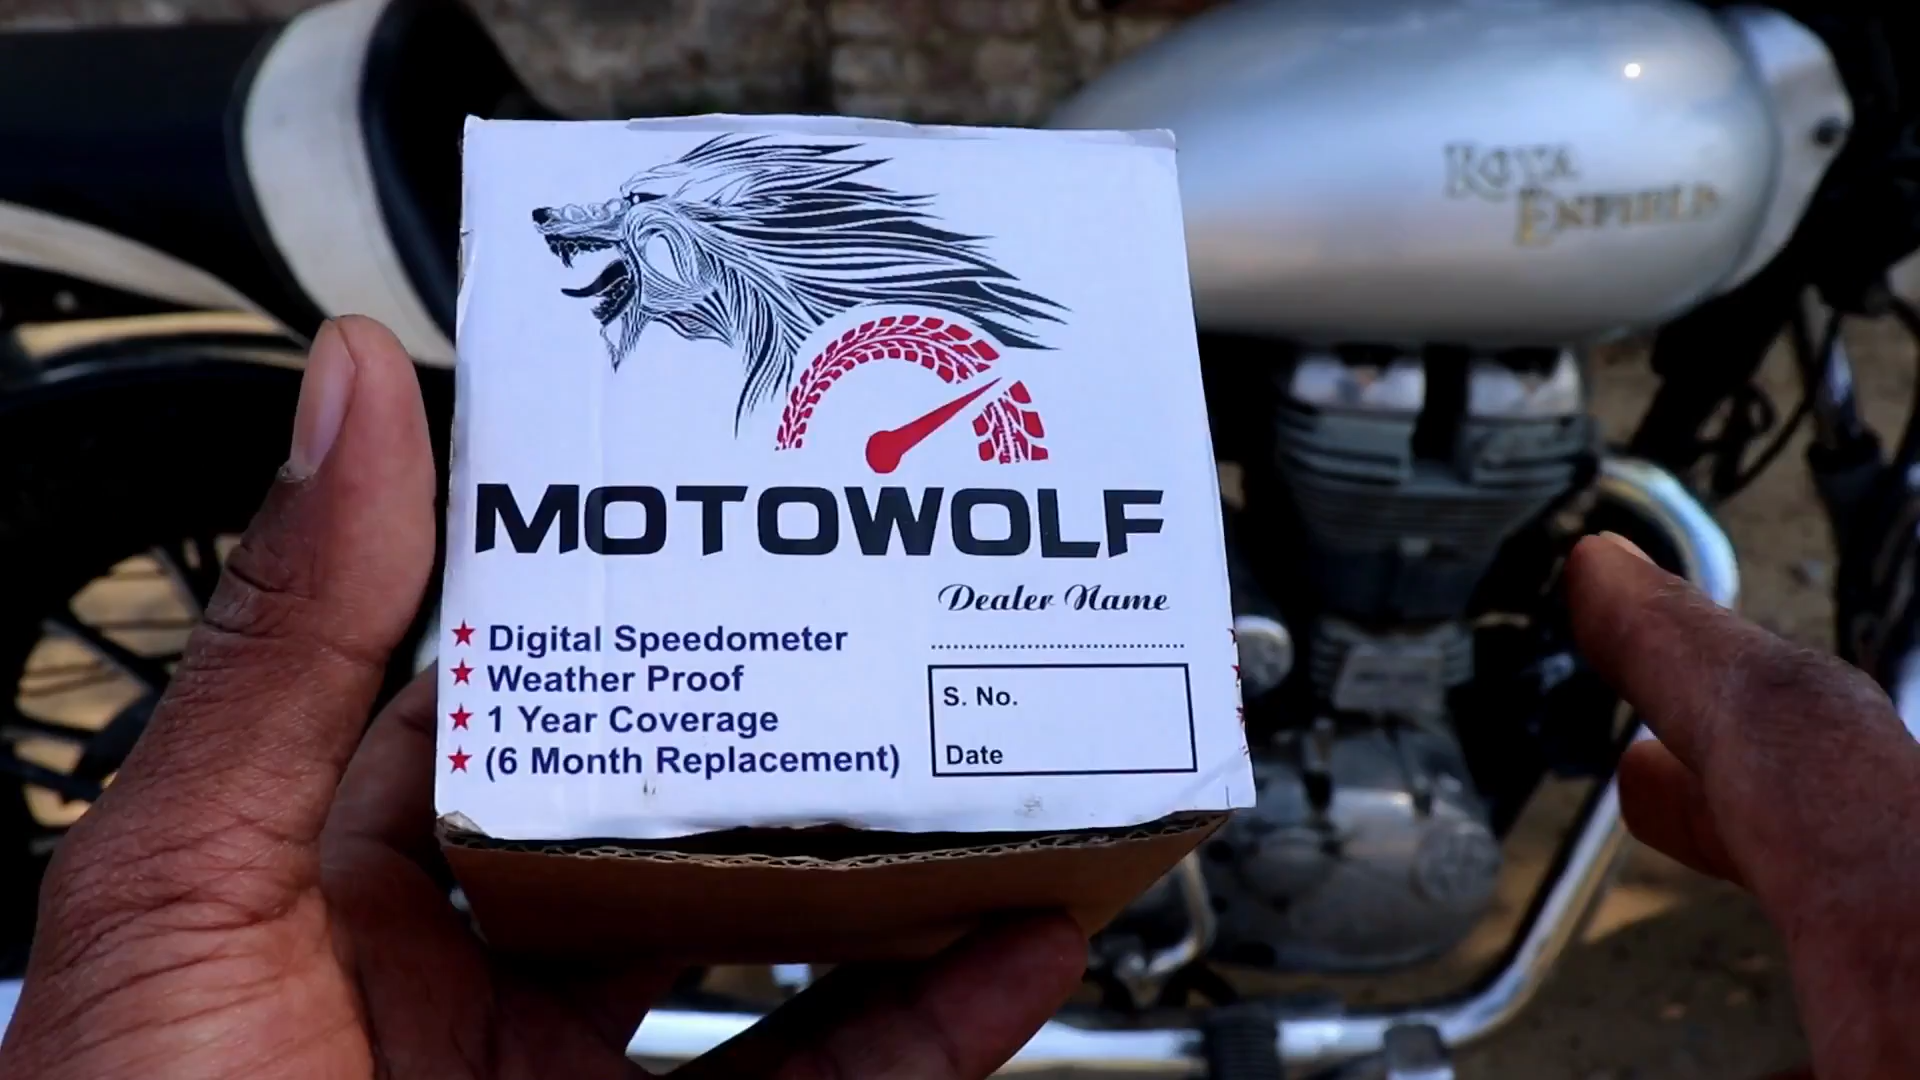 ROYAL
ENFIELD
MOTOWOLF
Dealer Name
★ Digital Speedometer
★ Weather Proof
★ 1 Year Coverage
★ (6 Month Replacement)
S. No.
Date